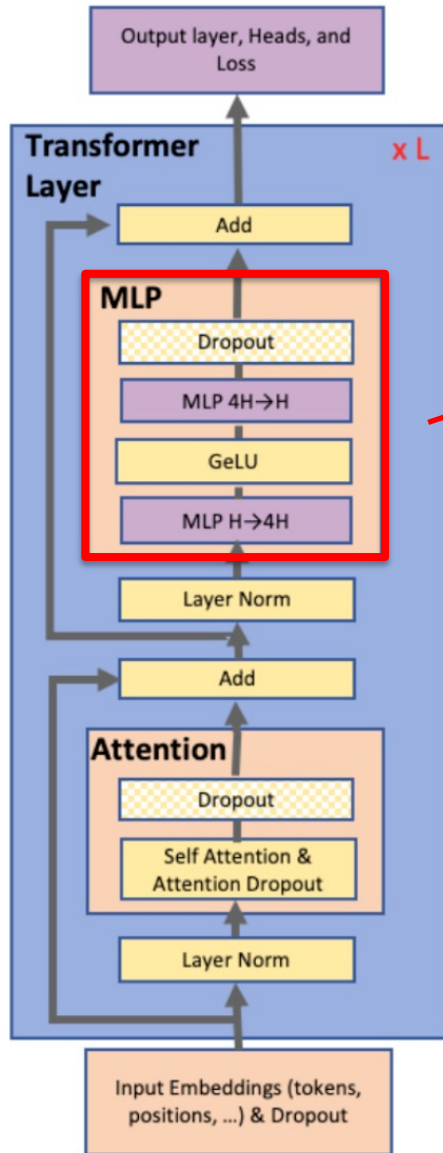 Output layer, Heads, and
Loss
Transformer
Layer
x L
Add
MLP
Dropout
MLP 4H→H
GeLU
MLP H→4H
Layer Norm
Add
Attention
Dropout
Self Attention &
Attention Dropout
Layer Norm
Input Embeddings (tokens,
positions, ...) & Dropout